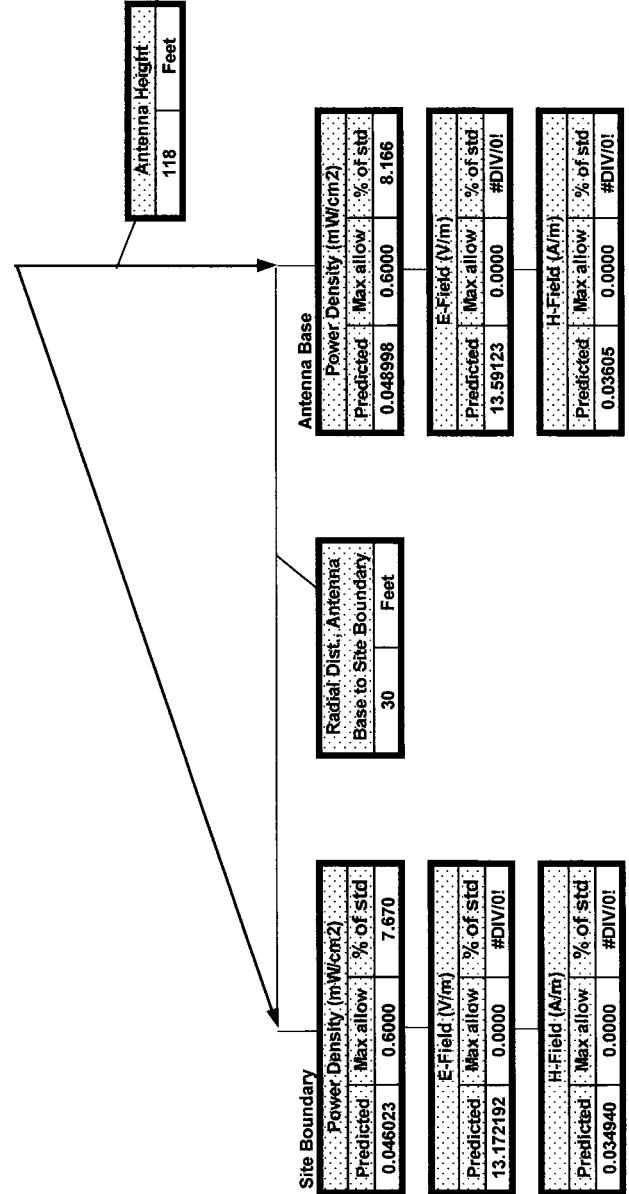 Antenna Height
118 Feet
Site Boundary
Power Density (mW/cm2)
Predicted Max allow % of std
0.046023 0.6000 7.670
E-Field (V/m)
Predicted Max allow % of std
13.172192 0.0000 #DIV/0!
H-Field (A/m)
Predicted Max allow % of std
0.034940 0.0000 #DIV/0!
Radial Dist., Antenna
Base to Site Boundary
30 Feet
Antenna Base
Power Density (mW/cm2)
Predicted Max allow % of std
0.048998 0.6000 8.166
E-Field (V/m)
Predicted Max allow % of std
13.59123 0.0000 #DIV/0!
H-Field (A/m)
Predicted Max allow % of std
0.03605 0.0000 #DIV/0!